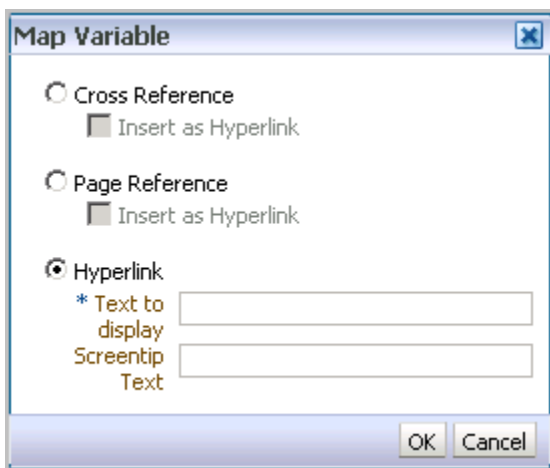 Map Variable
Cross Reference
Insert as Hyperlink
Page Reference
Insert as Hyperlink
Hyperlink
* Text to
display
Screentip
Text
OK Cancel